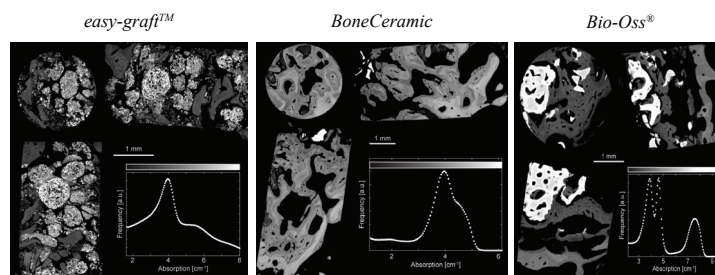 easy-graft™
BoneCeramic
Bio-Oss®
1 mm
Frequency [a.u.]
2
4
6
8
Absorption [cm⁻¹]
1 mm
Frequency [a.u.]
2
4
6
Absorption [cm⁻¹]
1 mm
Frequency [a.u.]
3
5
7
9
Absorption [cm⁻¹]